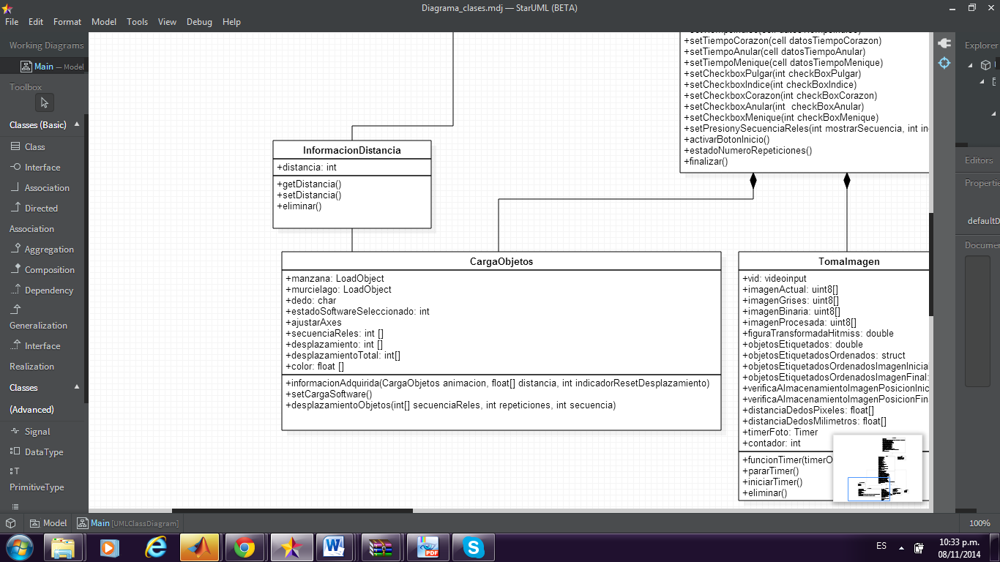 Diagrama_clases.mdj — StarUML (BETA)
File Edit Format Model Tools View Debug Help
Working Diagrams
Main — Model
Toolbox
Classes (Basic)
Class
Interface
Association
Directed
Association
Aggregation
Composition
Dependency
Generalization
Interface
Realization
Classes
(Advanced)
Signal
DataType
PrimitiveType
InformacionDistancia
+distancia: int
+getDistancia()
+setDistancia()
+eliminar()
+setTiempoCorazon(cell datosTiempoCorazon)
+setTiempoAnular(cell datosTiempoAnular)
+setTiempoMenique(cell datosTiempoMenique)
+setCheckboxPulgar(int checkBoxPulgar)
+setCheckboxIndice(int checkBoxIndice)
+setCheckboxCorazon(int checkBoxCorazon)
+setCheckboxAnular(int checkBoxAnular)
+setCheckboxMenique(int checkBoxMenique)
+setPresionySecuenciaReles(int mostrarSecuencia, int in
+activarBotonInicio()
+estadoNumeroRepeticiones()
+finalizar()
CargaObjetos
+manzana: LoadObject
+murcielago: LoadObject
+dedo: char
+estadoSoftwareSeleccionado: int
+ajustarAxes
+secuenciaReles: int []
+desplazamiento: int []
+desplazamientoTotal: int[]
+color: float []
+informacionAdquirida(CargaObjetos animacion, float[] distancia, int indicadorResetDesplazamiento)
+setCargaSoftware()
+desplazamientoObjetos(int[] secuenciaReles, int repeticiones, int secuencia)
TomaImagen
+vid: videoinput
+imagenActual: uint8[]
+imagenGrises: uint8[]
+imagenBinaria: uint8[]
+imagenProcesada: uint8[]
+figuraTransformadaHitmiss: double
+objetosEtiquetados: double
+objetosEtiquetadosOrdenados: struct
+objetosEtiquetadosOrdenadosImagenInicia
+objetosEtiquetadosOrdenadosImagenFinal:
+verificaAlmacenamientoImagenPosicionInic
+verificaAlmacenamientoImagenPosicionFin
+distanciaDedosPixeles: float[]
+distanciaDedosMilimetros: float[]
+timerFoto: Timer
+contador: int
+funcionTimer(timerO
+pararTimer()
+iniciarTimer()
+eliminar()
Explorer
Editors
Propertie
defaultD
Documen
Model Main [UMLClassDiagram] 100%
ES
10:33 p.m.
08/11/2014